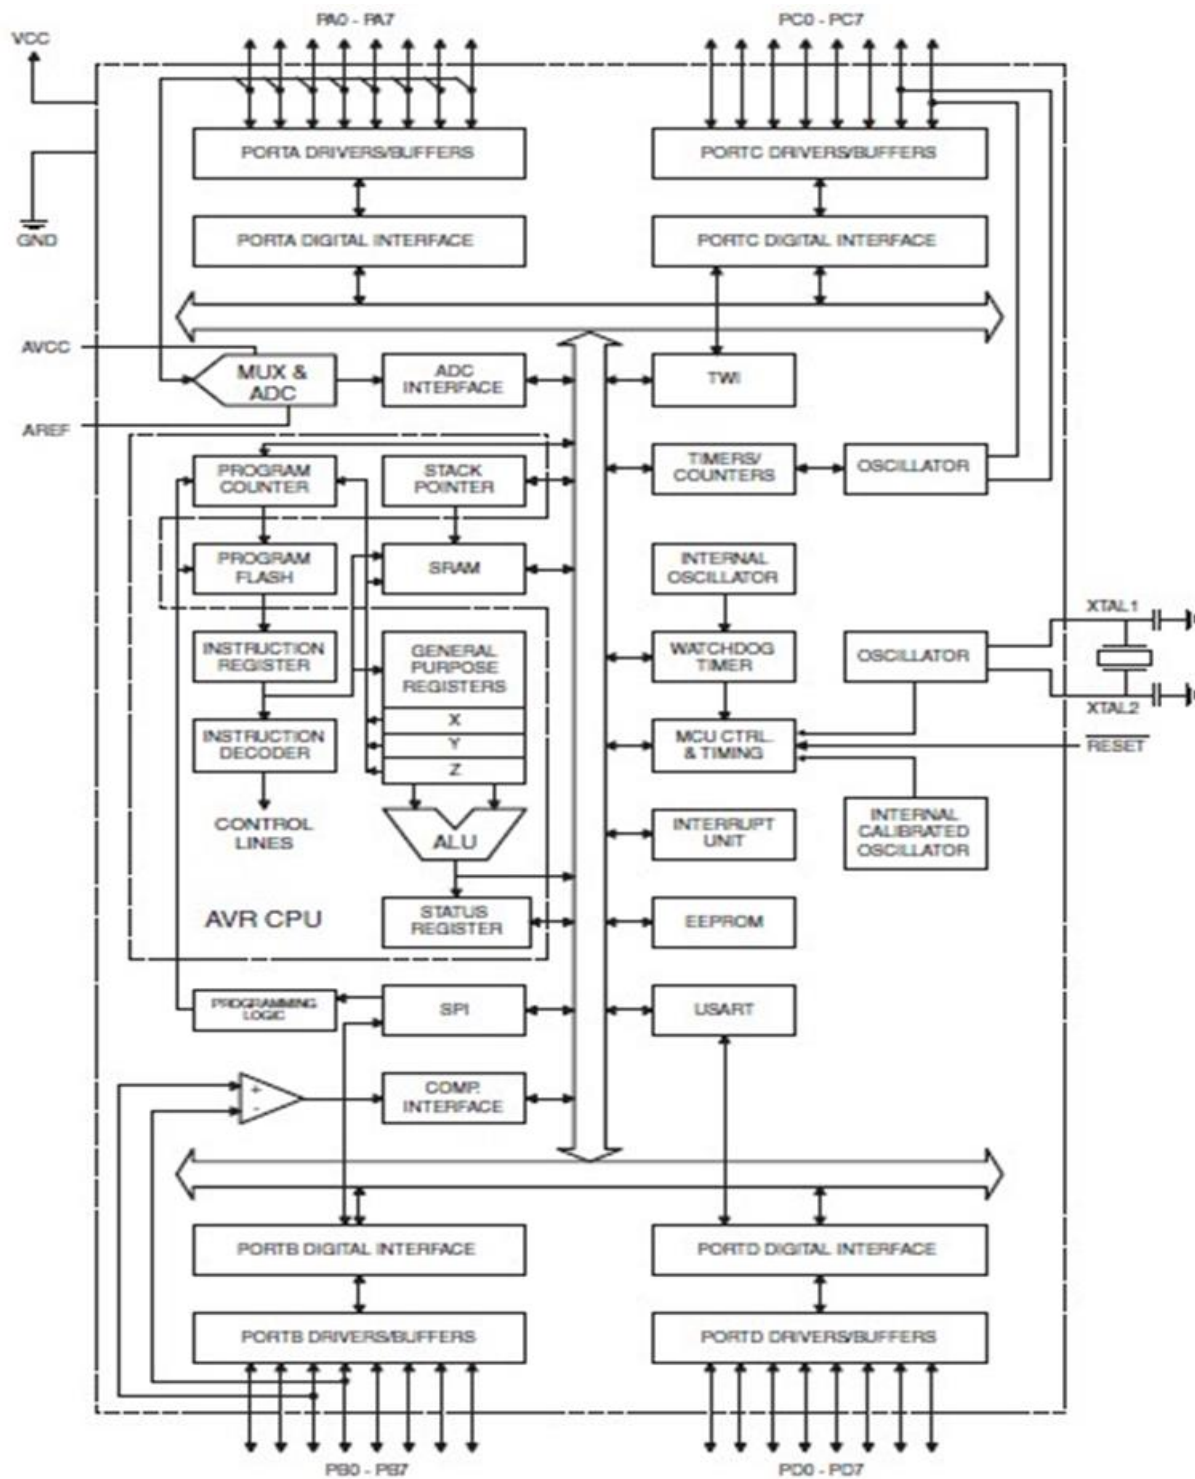 PA0 - PA7
PC0 - PC7
VCC
PORTA DRIVERS/BUFFERS
PORTC DRIVERS/BUFFERS
GND
PORTA DIGITAL INTERFACE
PORTC DIGITAL INTERFACE
AVCC
MUX &
ADC
ADC
INTERFACE
TWI
AREF
PROGRAM
COUNTER
STACK
POINTER
TIMERS/
COUNTERS
OSCILLATOR
PROGRAM
FLASH
SRAM
INTERNAL
OSCILLATOR
XTAL1
INSTRUCTION
REGISTER
GENERAL
PURPOSE
REGISTERS
WATCHDOG
TIMER
OSCILLATOR
XTAL2
X
INSTRUCTION
DECODER
Y
MCU CTRL.
& TIMING
RESET
Z
CONTROL
LINES
ALU
INTERRUPT
UNIT
INTERNAL
CALIBRATED
OSCILLATOR
AVR CPU
STATUS
REGISTER
EEPROM
PROGRAMMING
LOGIC
SPI
USART
+
-
COMP.
INTERFACE
PORTB DIGITAL INTERFACE
PORTD DIGITAL INTERFACE
PORTB DRIVERS/BUFFERS
PORTD DRIVERS/BUFFERS
PB0 - PB7
PD0 - PD7